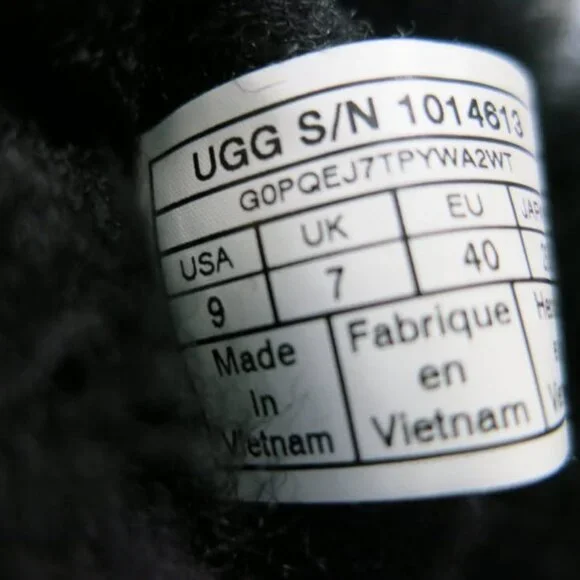 UGG S/N 1014613
G0PQEJ7TPYWA2WT
USA UK EU
9 7 40
Made Fabrique
In en
Vietnam Vietnam